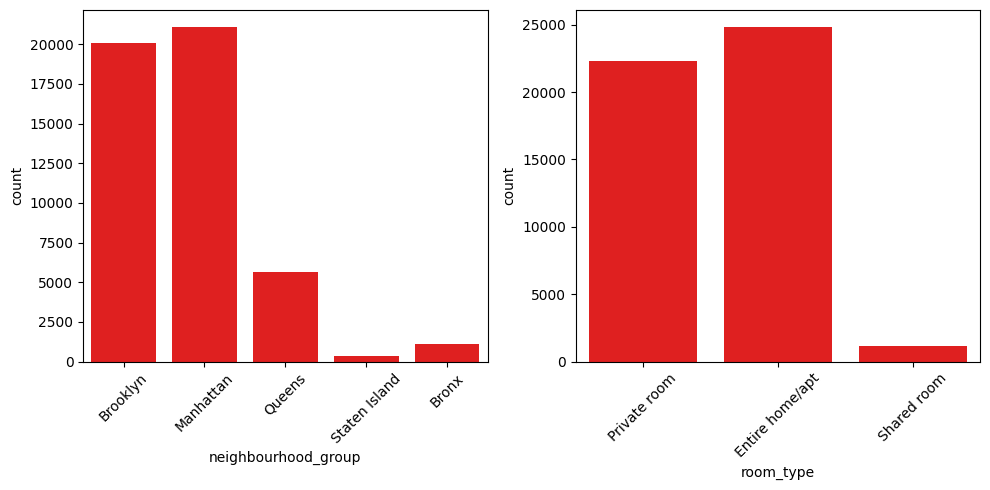 count
20000
17500
15000
12500
10000
7500
5000
2500
0
Brooklyn
Manhattan
Queens
Staten Island
Bronx
neighbourhood_group
count
25000
20000
15000
10000
5000
0
Private room
Entire home/apt
Shared room
room_type